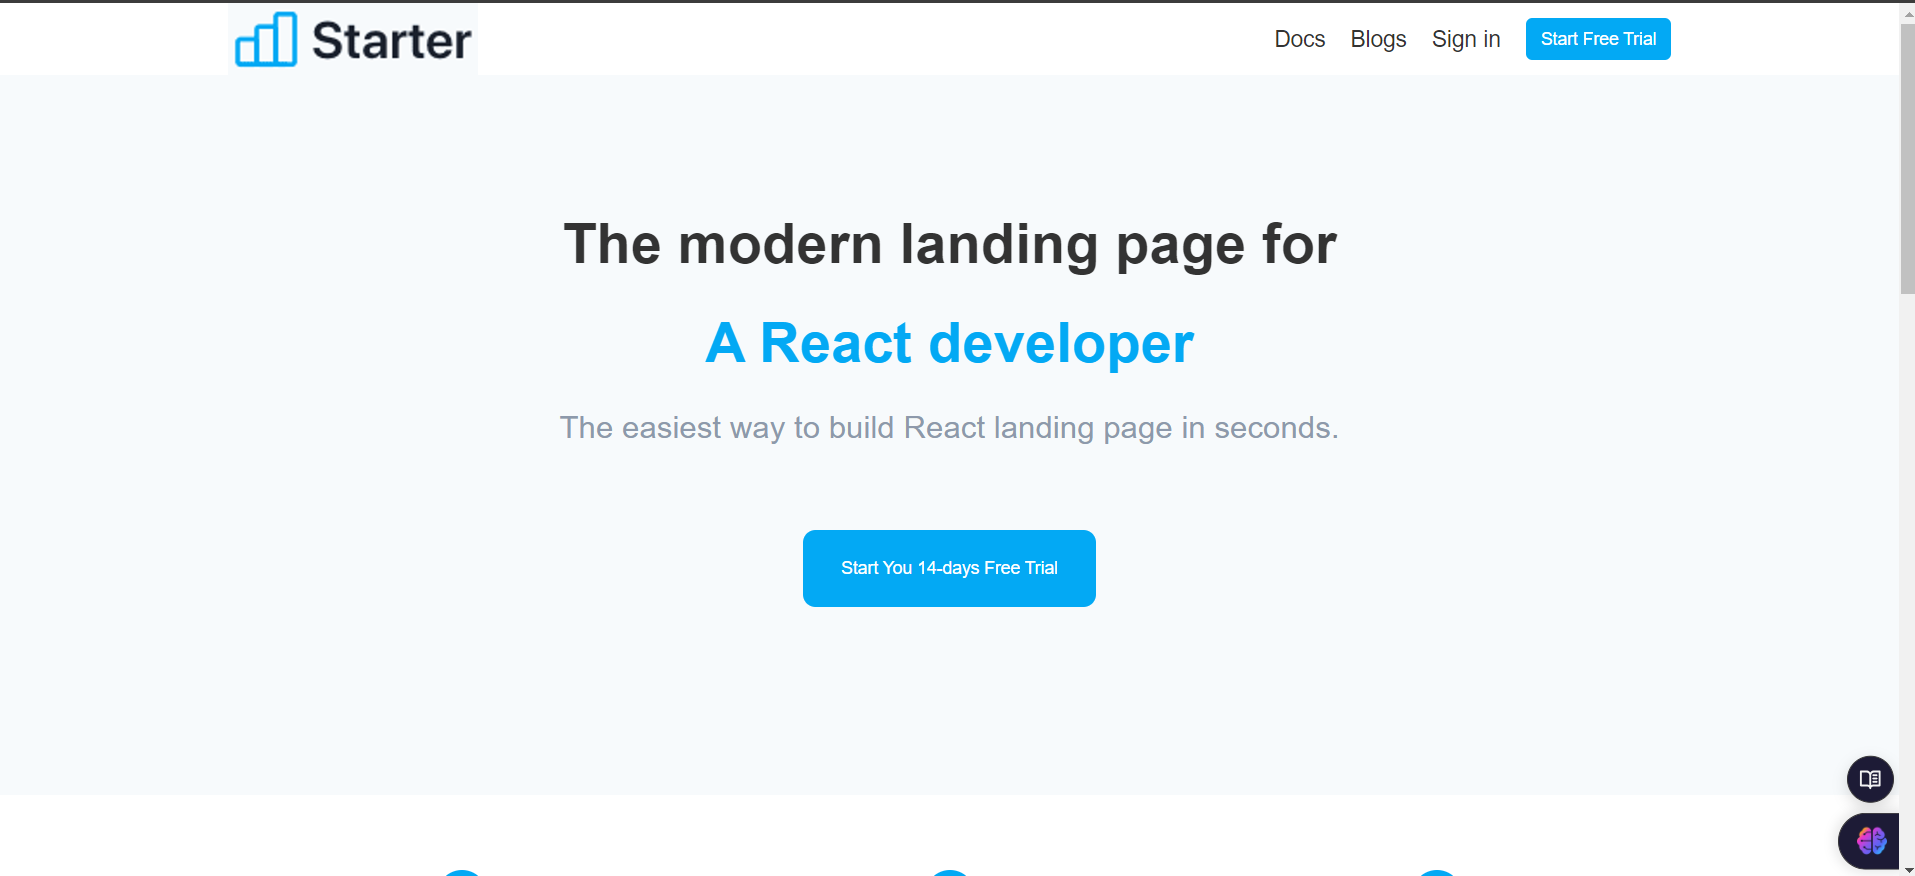 Starter
Docs Blogs Sign in Start Free Trial
The modern landing page for
A React developer
The easiest way to build React landing page in seconds.
Start You 14-days Free Trial